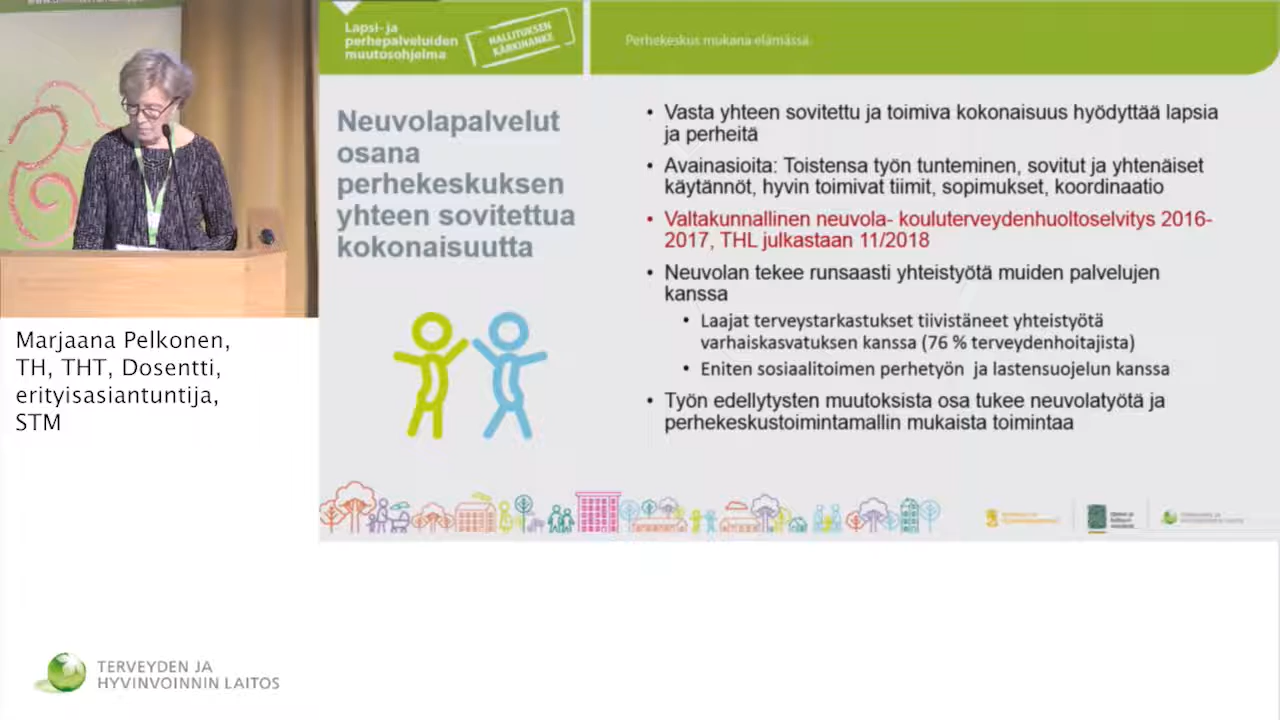 Lapsi- ja
perhepalveluiden
muutosohjelma
HALLITUKSEN
KÄRKIHANKE
Perhekeskus mukana elämässä
Neuvolapalvelut
osana
perhekeskuksen
yhteen sovitettua
kokonaisuutta
• Vasta yhteen sovitettu ja toimiva kokonaisuus hyödyttää lapsia
ja perheitä
• Avainasioita: Toistensa työn tunteminen, sovitut ja yhtenäiset
käytännöt, hyvin toimivat tiimit, sopimukset, koordinaatio
• Valtakunnallinen neuvola- kouluterveydenhuoltoselvitys 2016-
2017, THL julkastaan 11/2018
• Neuvolan tekee runsaasti yhteistyötä muiden palvelujen
kanssa
• Laajat terveystarkastukset tiivistäneet yhteistyötä
varhaiskasvatuksen kanssa (76 % terveydenhoitajista)
• Eniten sosiaalitoimen perhetyön ja lastensuojelun kanssa
• Työn edellytysten muutoksista osa tukee neuvolatyötä ja
perhekeskustoimintamallin mukaista toimintaa
Marjaana Pelkonen,
TH, THT, Dosentti,
erityisasiantuntija,
STM
TERVEYDEN JA
HYVINVOINNIN LAITOS